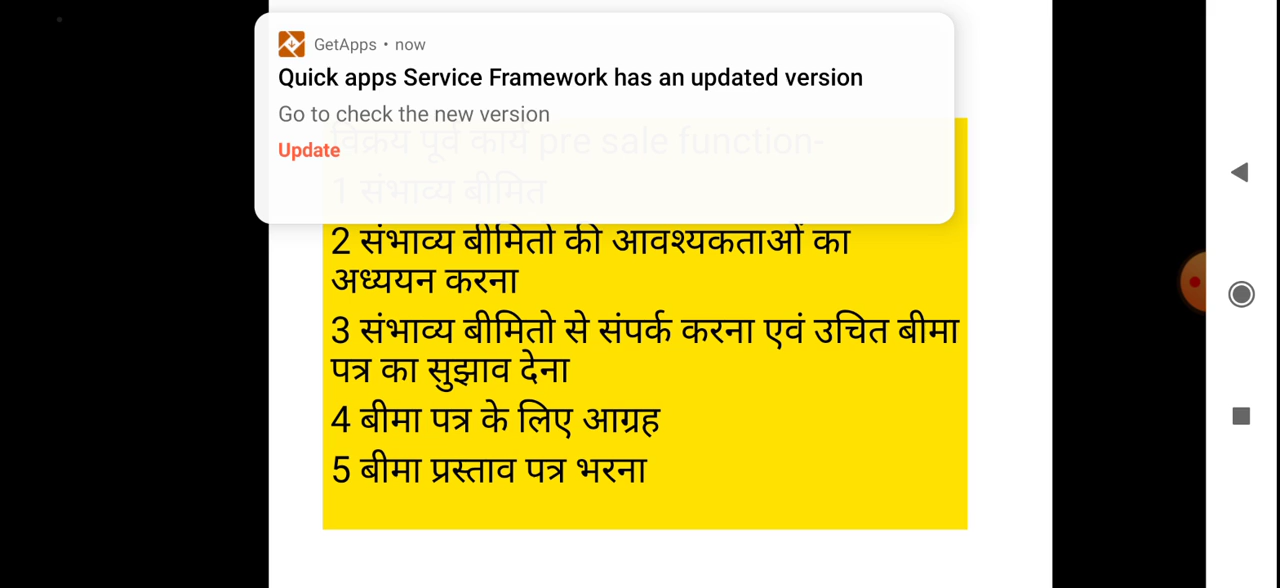 GetApps • now
Quick apps Service Framework has an updated version
Go to check the new version
Update
विक्रय पूर्व कार्य pre sale function-
1 संभाव्य बीमित
2 संभाव्य बीमितो की आवश्यकताओं का
अध्ययन करना
3 संभाव्य बीमितो से संपर्क करना एवं उचित बीमा
पत्र का सुझाव देना
4 बीमा पत्र के लिए आग्रह
5 बीमा प्रस्ताव पत्र भरना